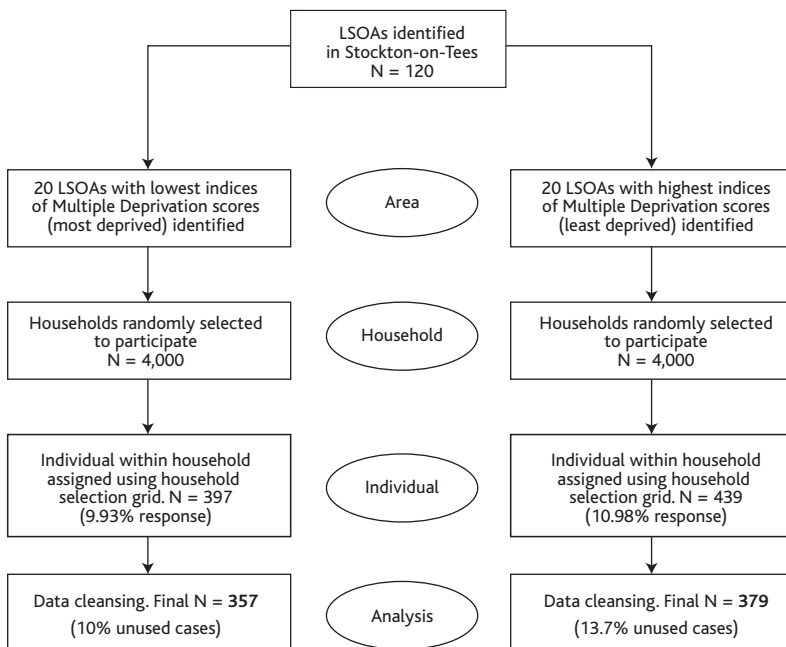 LSOAs identified
in Stockton-on-Tees
N = 120
20 LSOAs with lowest indices
of Multiple Deprivation scores
(most deprived) identified
Area
20 LSOAs with highest indices
of Multiple Deprivation scores
(least deprived) identified
Households randomly selected
to participate
N = 4,000
Household
Households randomly selected
to participate
N = 4,000
Individual within household
assigned using household
selection grid. N = 397
(9.93% response)
Individual
Individual within household
assigned using household
selection grid. N = 439
(10.98% response)
Data cleansing. Final N = 357
(10% unused cases)
Analysis
Data cleansing. Final N = 379
(13.7% unused cases)